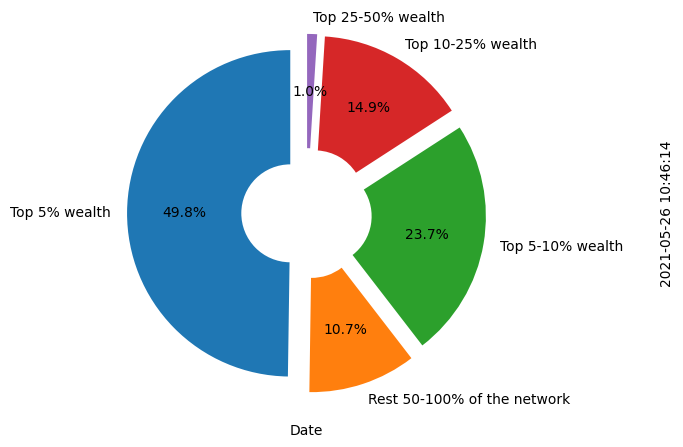 Top 25-50% wealth
Top 10-25% wealth
1.0%
14.9%
2021-05-26 10:46:14
Top 5% wealth
49.8%
23.7%
Top 5-10% wealth
10.7%
Rest 50-100% of the network
Date